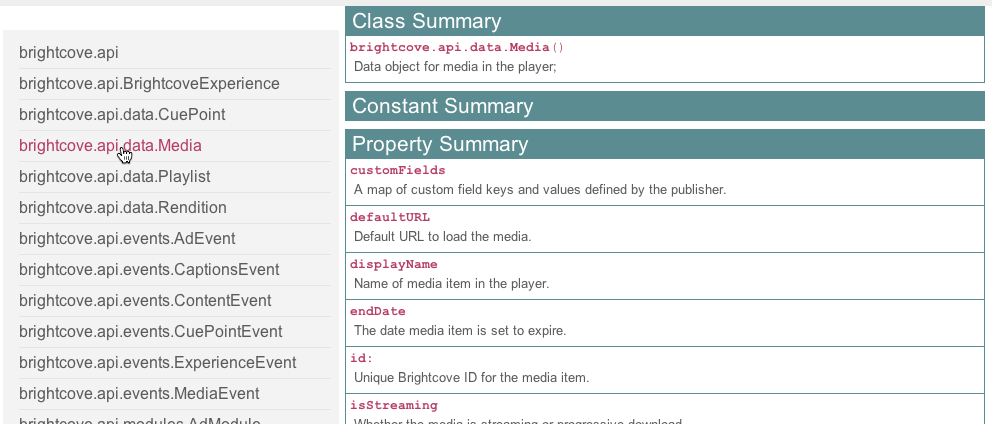 brightcove.api
brightcove.api.BrightcoveExperience
brightcove.api.data.CuePoint
brightcove.api.data.Media
brightcove.api.data.Playlist
brightcove.api.data.Rendition
brightcove.api.events.AdEvent
brightcove.api.events.CaptionsEvent
brightcove.api.events.ContentEvent
brightcove.api.events.CuePointEvent
brightcove.api.events.ExperienceEvent
brightcove.api.events.MediaEvent
brightcove.api.modules.AdModule
Class Summary
brightcove.api.data.Media()
Data object for media in the player;
Constant Summary
Property Summary
customFields
A map of custom field keys and values defined by the publisher.
defaultURL
Default URL to load the media.
displayName
Name of media item in the player.
endDate
The date media item is set to expire.
id:
Unique Brightcove ID for the media item.
isStreaming
Whether the media is streaming or progressive download.